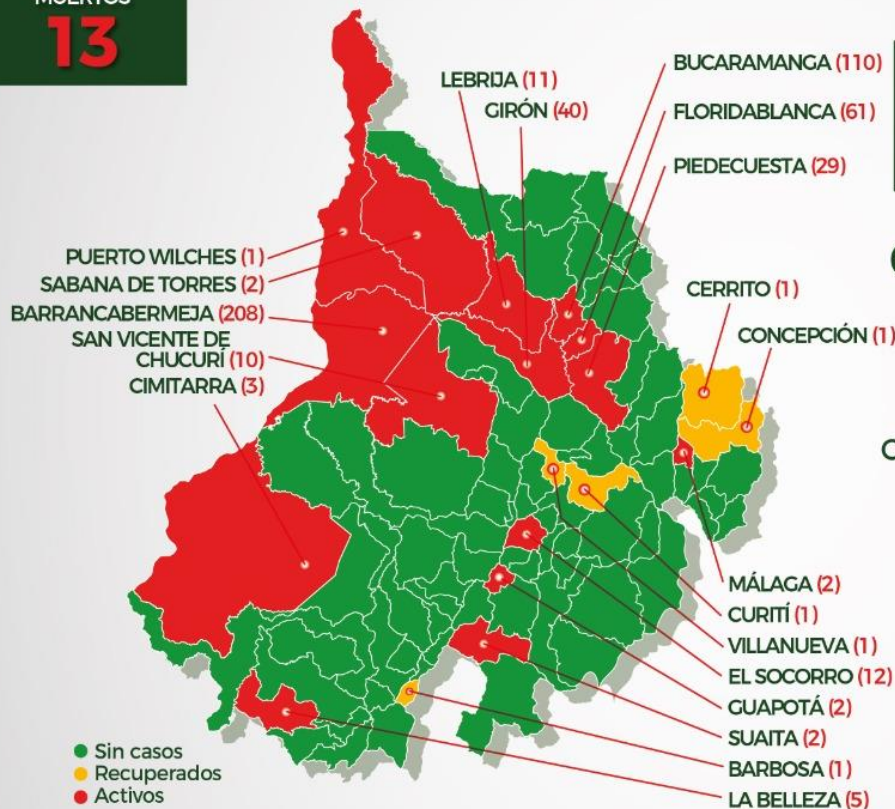 MUERTOS
13
LEBRIJA (11)
GIRÓN (40)
BUCARAMANGA (110)
FLORIDABLANCA (61)
PIEDECUESTA (29)
PUERTO WILCHES (1)
SABANA DE TORRES (2)
BARRANCABERMEJA (208)
SAN VICENTE DE
CHUCURÍ (10)
CIMITARRA (3)
CERRITO (1)
CONCEPCIÓN (1)
MÁLAGA (2)
CURITÍ (1)
VILLANUEVA (1)
EL SOCORRO (12)
GUAPOTÁ (2)
SUAITA (2)
BARBOSA (1)
LA BELLEZA (5)
Sin casos
Recuperados
Activos